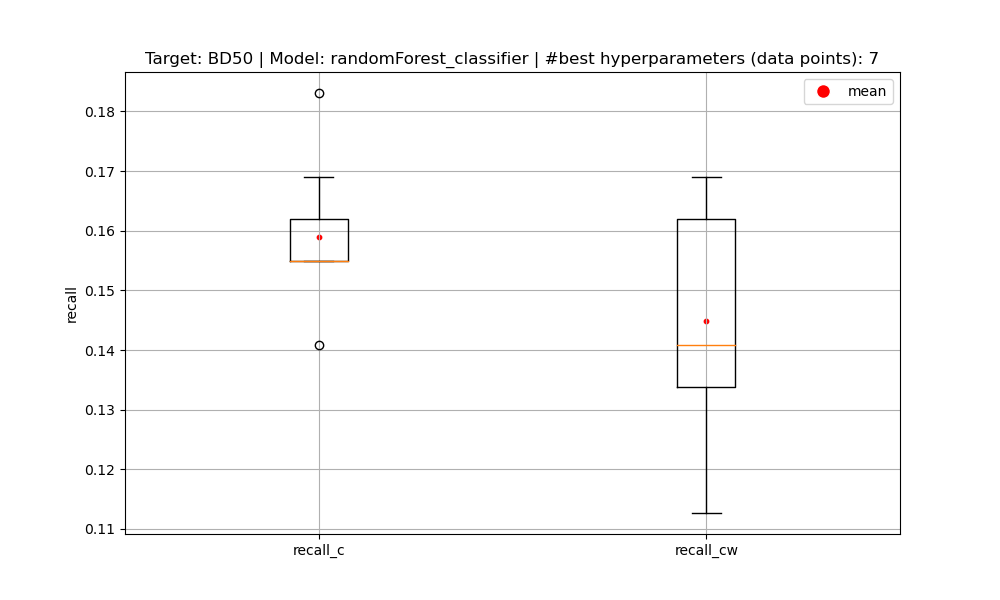 Target: BD50 | Model: randomForest_classifier | #best hyperparameters (data points): 7
mean
0.18
0.17
0.16
0.15
0.14
0.13
0.12
0.11
recall
recall_c
recall_cw